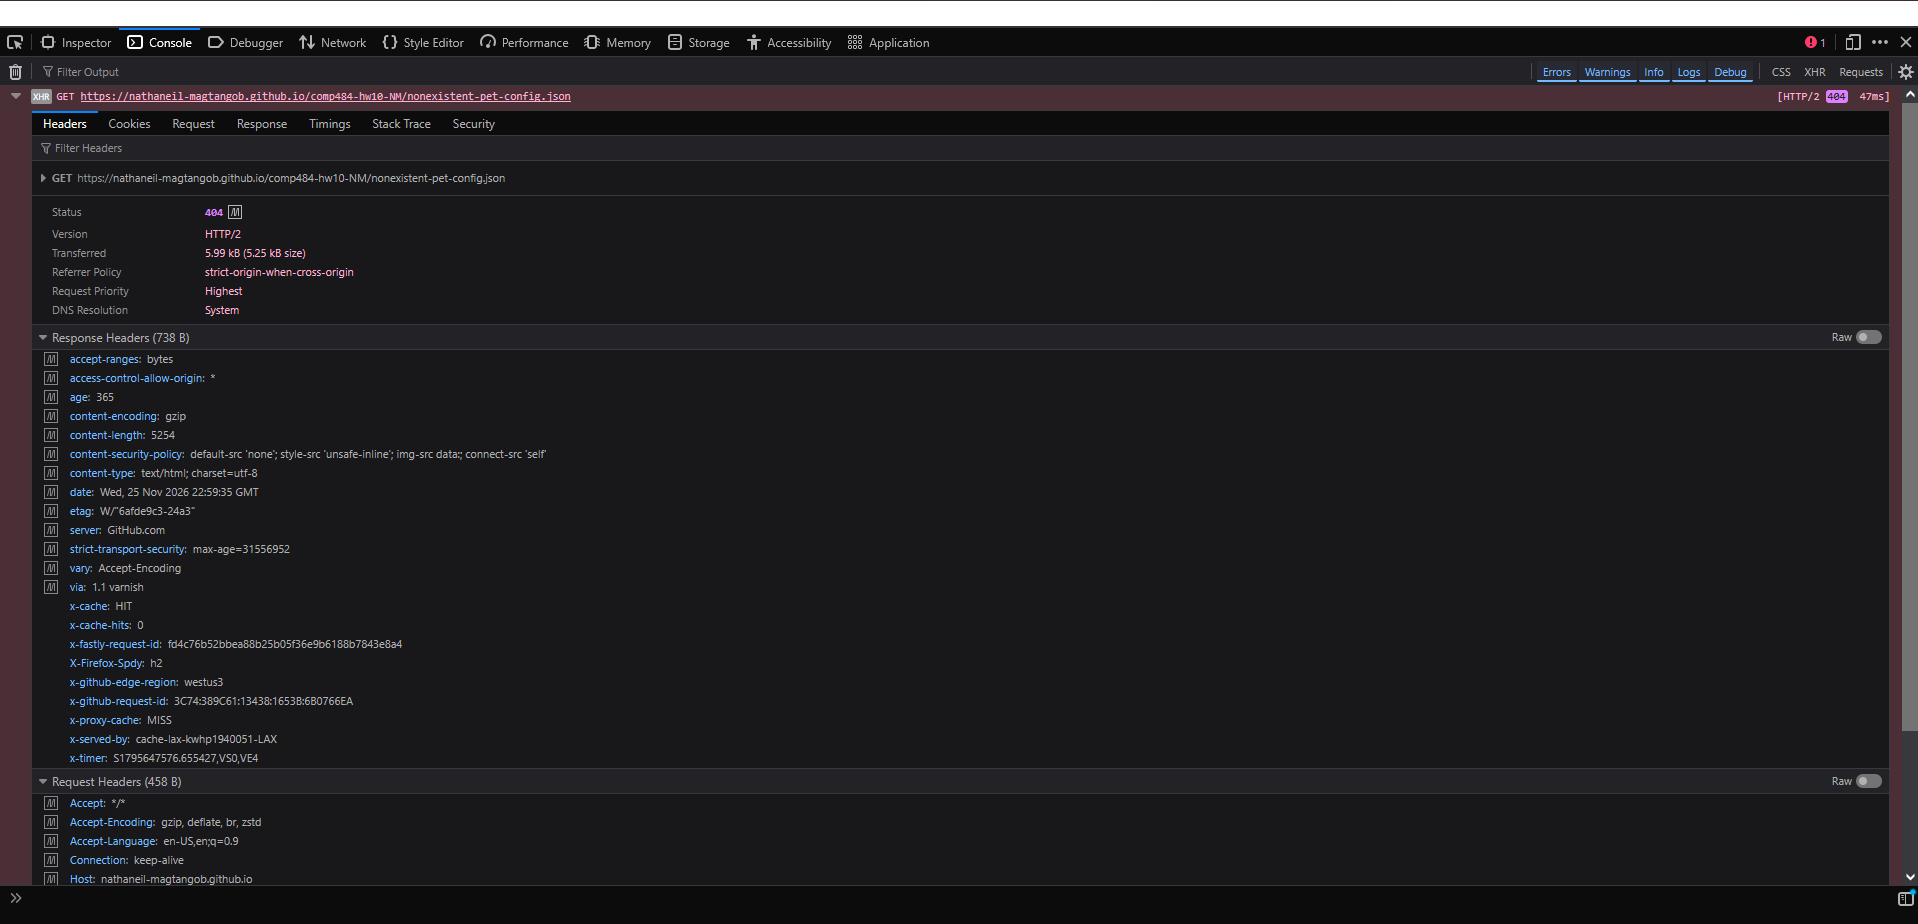 Inspector Console Debugger Network Style Editor Performance Memory Storage Accessibility Application 1
Filter Output Errors Warnings Info Logs Debug CSS XHR Requests
XHR GET https://nathaneil-magtangob.github.io/comp484-hw10-NM/nonexistent-pet-config.json [HTTP/2 404 47ms]
Headers Cookies Request Response Timings Stack Trace Security
Filter Headers
GET https://nathaneil-magtangob.github.io/comp484-hw10-NM/nonexistent-pet-config.json
Status 404
Version HTTP/2
Transferred 5.99 kB (5.25 kB size)
Referrer Policy strict-origin-when-cross-origin
Request Priority Highest
DNS Resolution System
Response Headers (738 B) Raw
accept-ranges: bytes
access-control-allow-origin: *
age: 365
content-encoding: gzip
content-length: 5254
content-security-policy: default-src 'none'; style-src 'unsafe-inline'; img-src data:; connect-src 'self'
content-type: text/html; charset=utf-8
date: Wed, 25 Nov 2026 22:59:35 GMT
etag: W/"6afde9c3-24a3"
server: GitHub.com
strict-transport-security: max-age=31556952
vary: Accept-Encoding
via: 1.1 varnish
x-cache: HIT
x-cache-hits: 0
x-fastly-request-id: fd4c76b52bbea88b25b05f36e9b6188b7843e8a4
X-Firefox-Spdy: h2
x-github-edge-region: westus3
x-github-request-id: 3C74:389C61:13438:1653B:6B0766EA
x-proxy-cache: MISS
x-served-by: cache-lax-kwhp1940051-LAX
x-timer: S1795647576.655427,VS0,VE4
Request Headers (458 B) Raw
Accept: */*
Accept-Encoding: gzip, deflate, br, zstd
Accept-Language: en-US,en;q=0.9
Connection: keep-alive
Host: nathaneil-magtangob.github.io